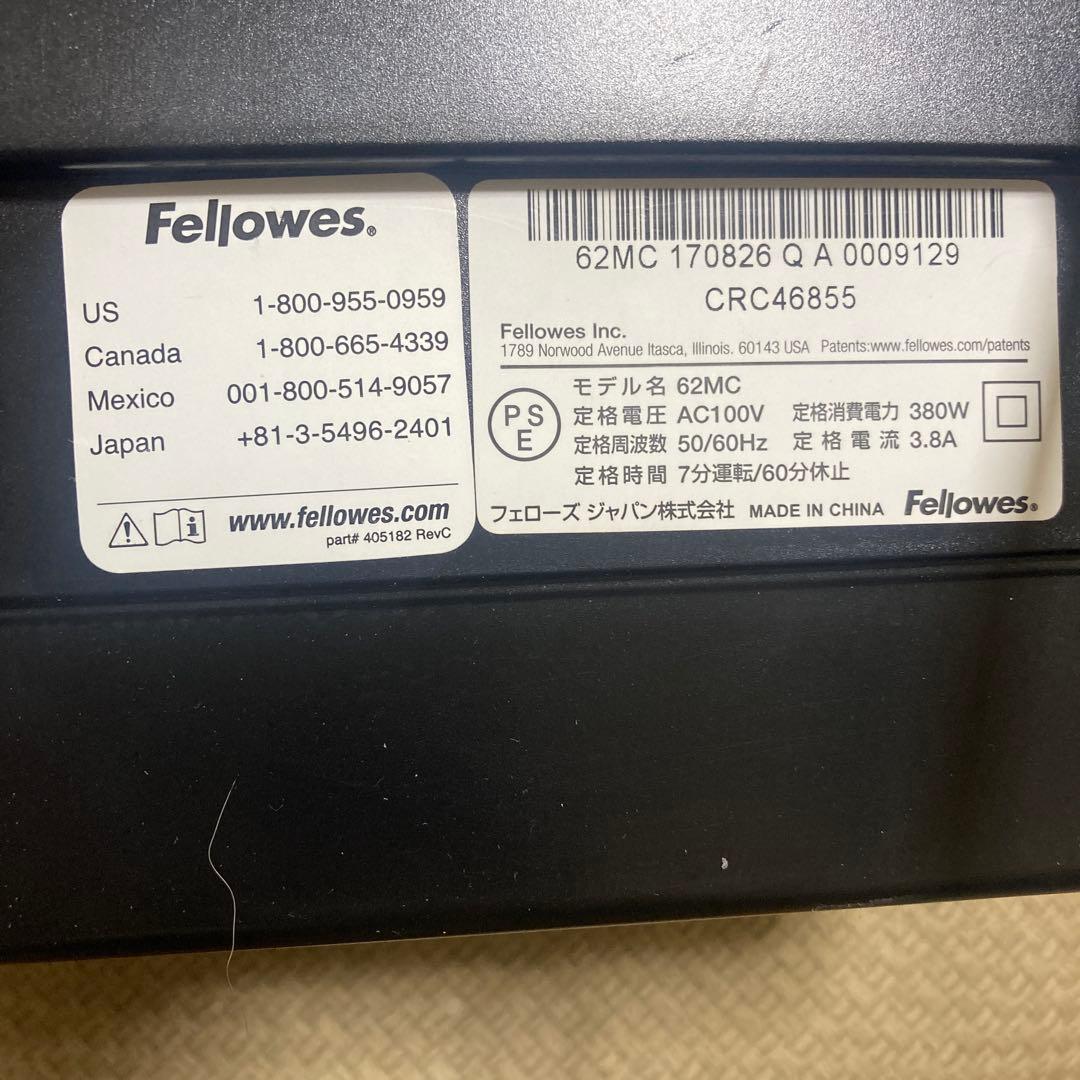 Fellowes®
US 1-800-955-0959
Canada 1-800-665-4339
Mexico 001-800-514-9057
Japan +81-3-5496-2401
www.fellowes.com
part# 405182 RevC
62MC 170826 Q A 0009129
CRC46855
Fellowes Inc.
1789 Norwood Avenue Itasca, Illinois. 60143 USA Patents:www.fellowes.com/patents
PS
E
モデル名 62MC
定格電圧 AC100V 定格消費電力 380W
定格周波数 50/60Hz 定格電流 3.8A
定格時間 7分運転/60分休止
フェローズ ジャパン株式会社 MADE IN CHINA Fellowes®